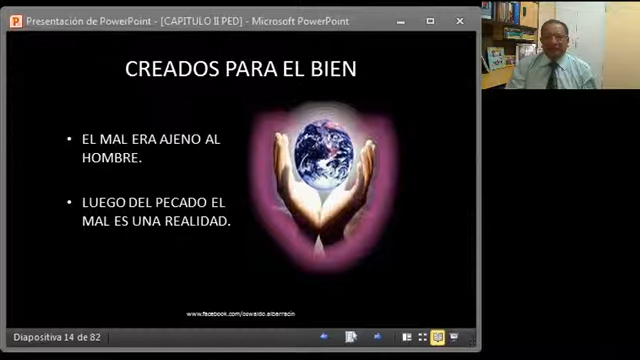 Presentación de PowerPoint - [CAPITULO II PED] - Microsoft PowerPoint
CREADOS PARA EL BIEN
• EL MAL ERA AJENO AL
HOMBRE.
• LUEGO DEL PECADO EL
MAL ES UNA REALIDAD.
www.facebook.com/oswaldo.albarracin
Diapositiva 14 de 82